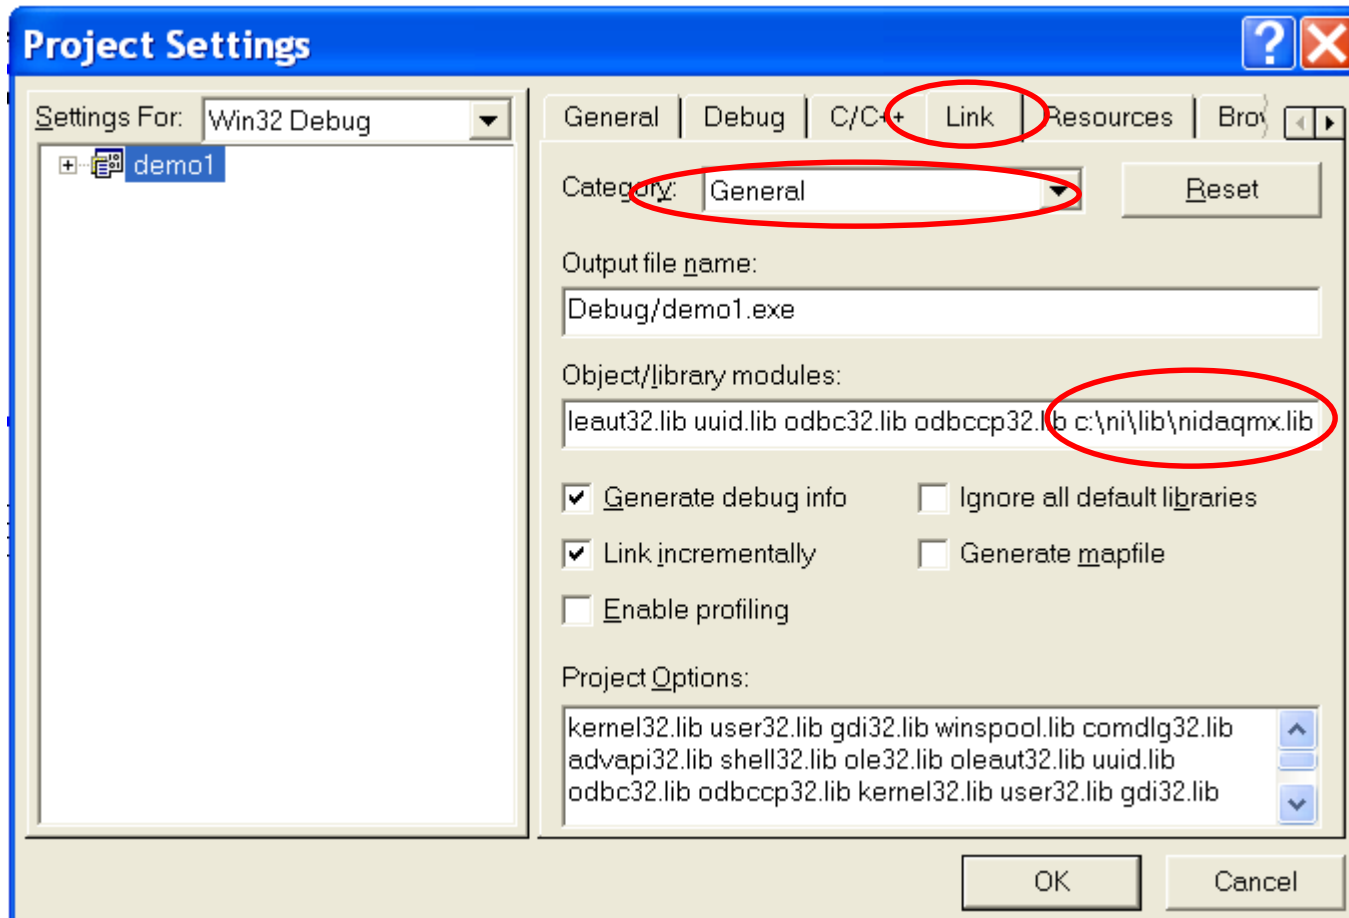 Project Settings
Settings For: Win32 Debug
demo1
General Debug C/C++ Link Resources
Category: General Reset
Output file name:
Debug/demo1.exe
Object/library modules:
leaut32.lib uuid.lib odbc32.lib odbccp32.lib c:\ni\lib\nidaqmx.lib
Generate debug info Ignore all default libraries
Link incrementally Generate mapfile
Enable profiling
Project Options:
kernel32.lib user32.lib gdi32.lib winspool.lib comdlg32.lib
advapi32.lib shell32.lib ole32.lib oleaut32.lib uuid.lib
odbc32.lib odbccp32.lib kernel32.lib user32.lib gdi32.lib
OK Cancel